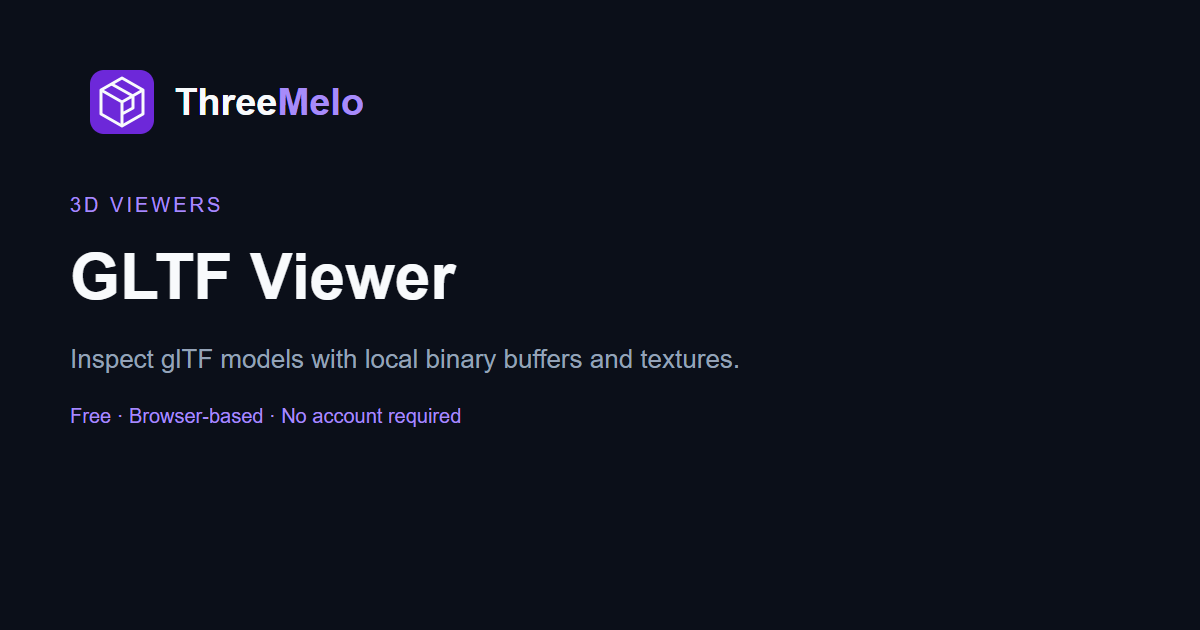 ThreeMelo
3D VIEWERS
GLTF Viewer
Inspect glTF models with local binary buffers and textures.
Free · Browser-based · No account required